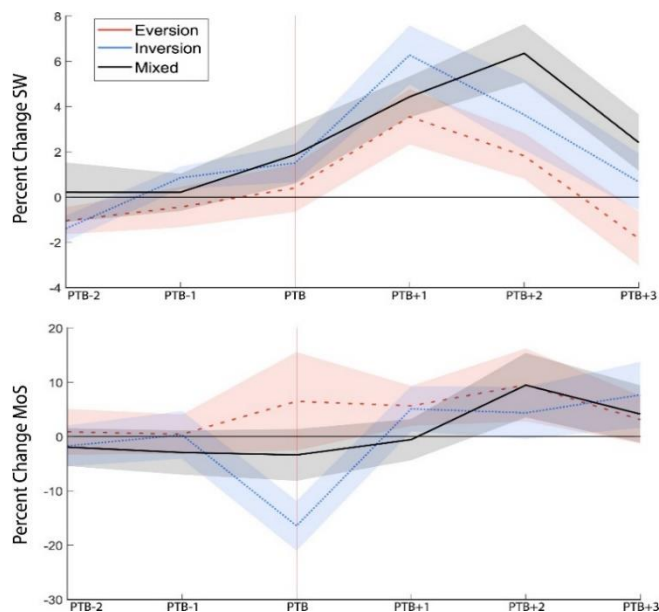 Percent Change SW
8
6
4
2
0
-2
-4
Eversion
Inversion
Mixed
PTB-2 PTB-1 PTB PTB+1 PTB+2 PTB+3
Percent Change MoS
20
10
0
-10
-20
-30
PTB-2 PTB-1 PTB PTB+1 PTB+2 PTB+3